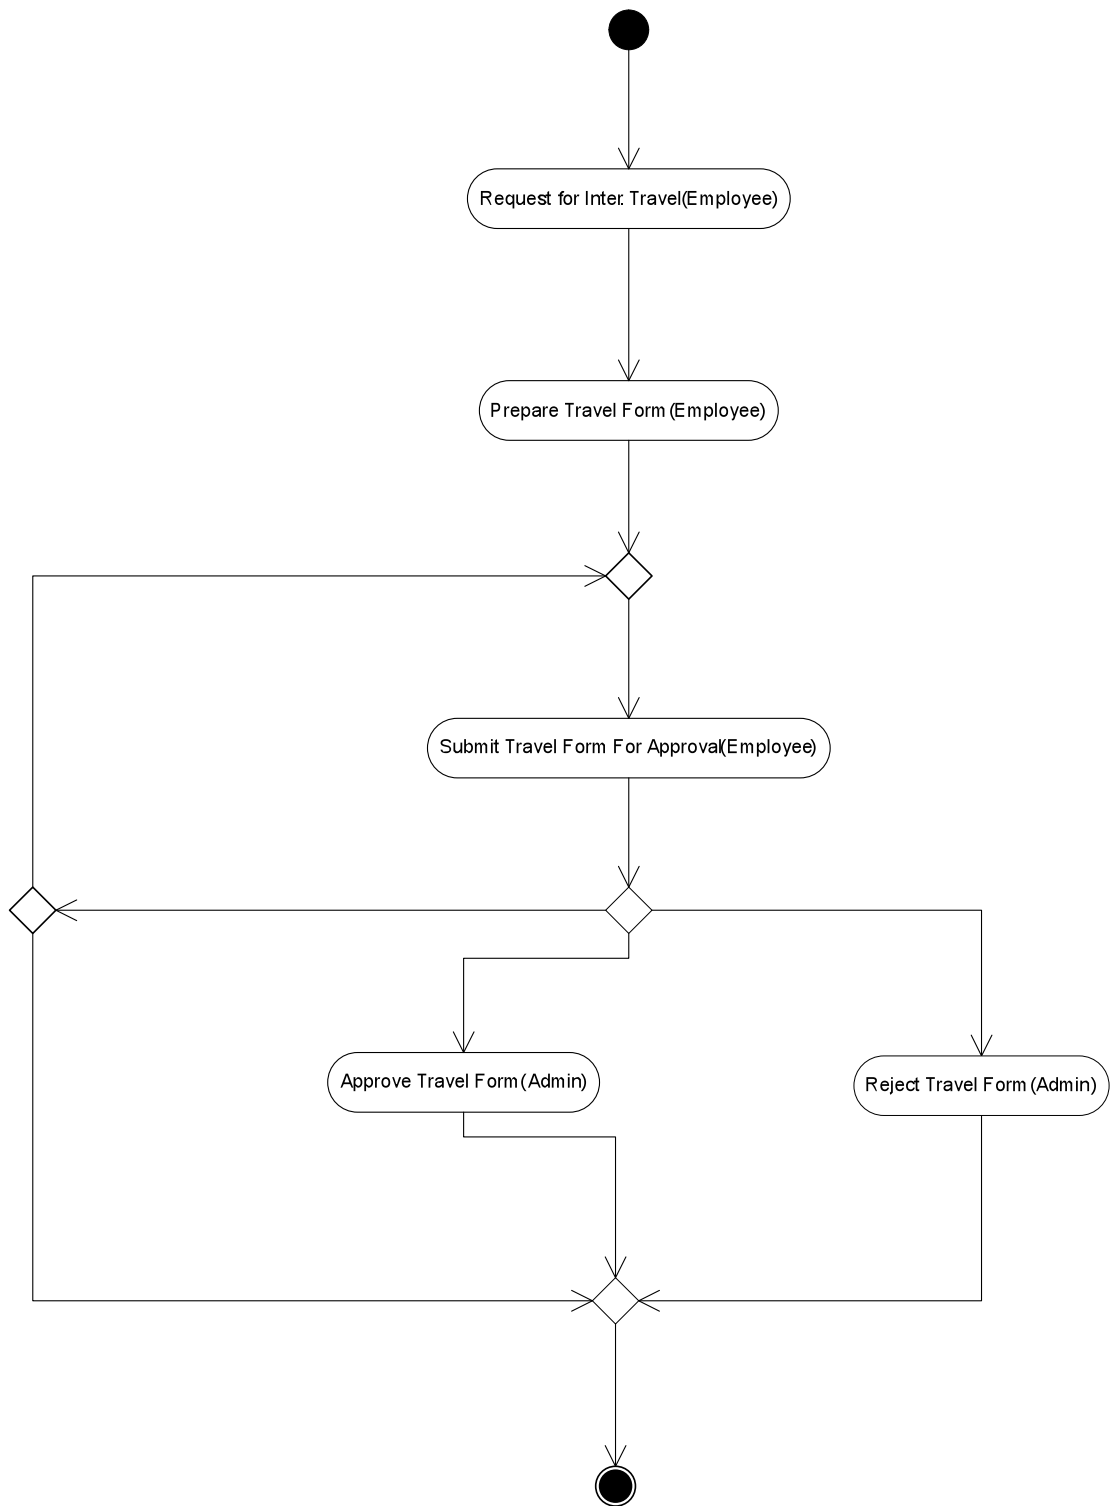 Request for Inter. Travel(Employee)
Prepare Travel Form (Employee)
Submit Travel Form For Approval(Employee)
Approve Travel Form (Admin)
Reject Travel Form (Admin)